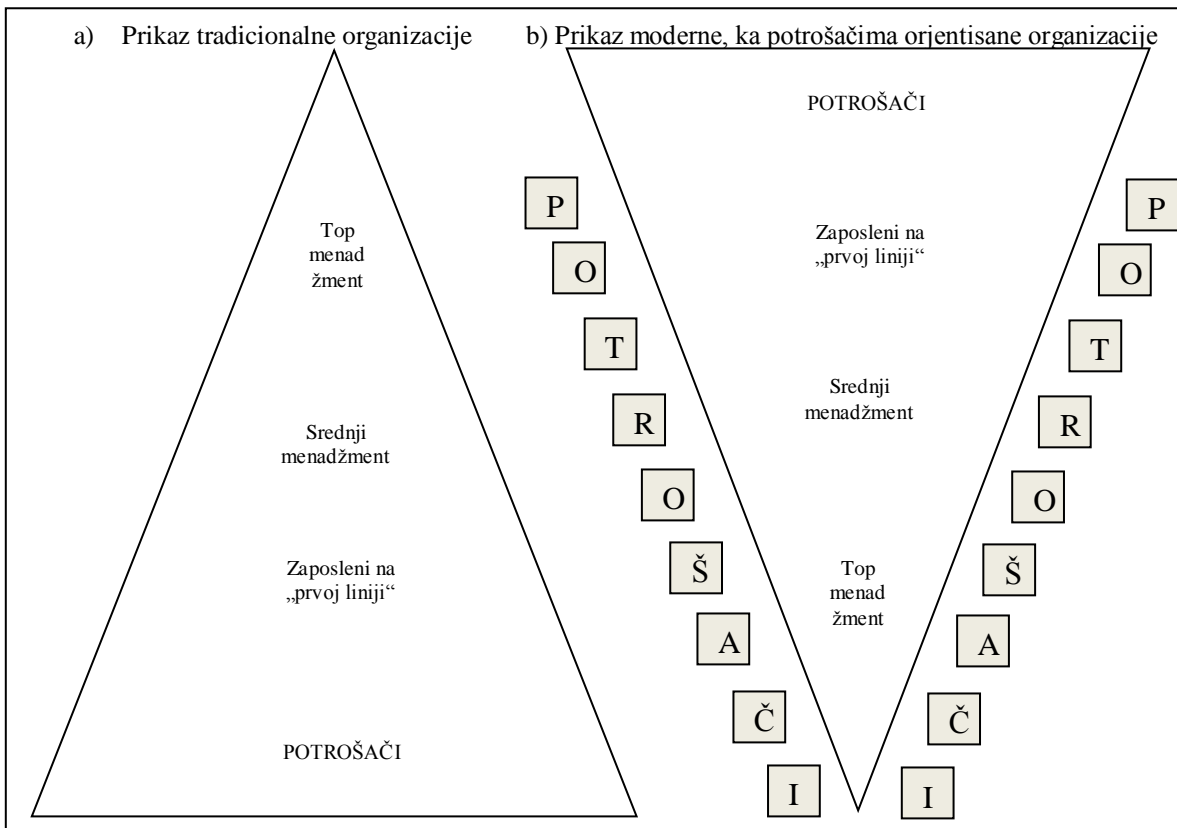 a) Prikaz tradicionalne organizacije
b) Prikaz moderne, ka potrošačima orjentisane organizacije
Top
menad
žment
Srednji
menadžment
Zaposleni na
„prvoj liniji“
POTROŠAČI
P
O
T
R
O
Š
A
Č
I
POTROŠAČI
Zaposleni na
„prvoj liniji“
Srednji
menadžment
Top
menad
žment
P
O
T
R
O
Š
A
Č
I